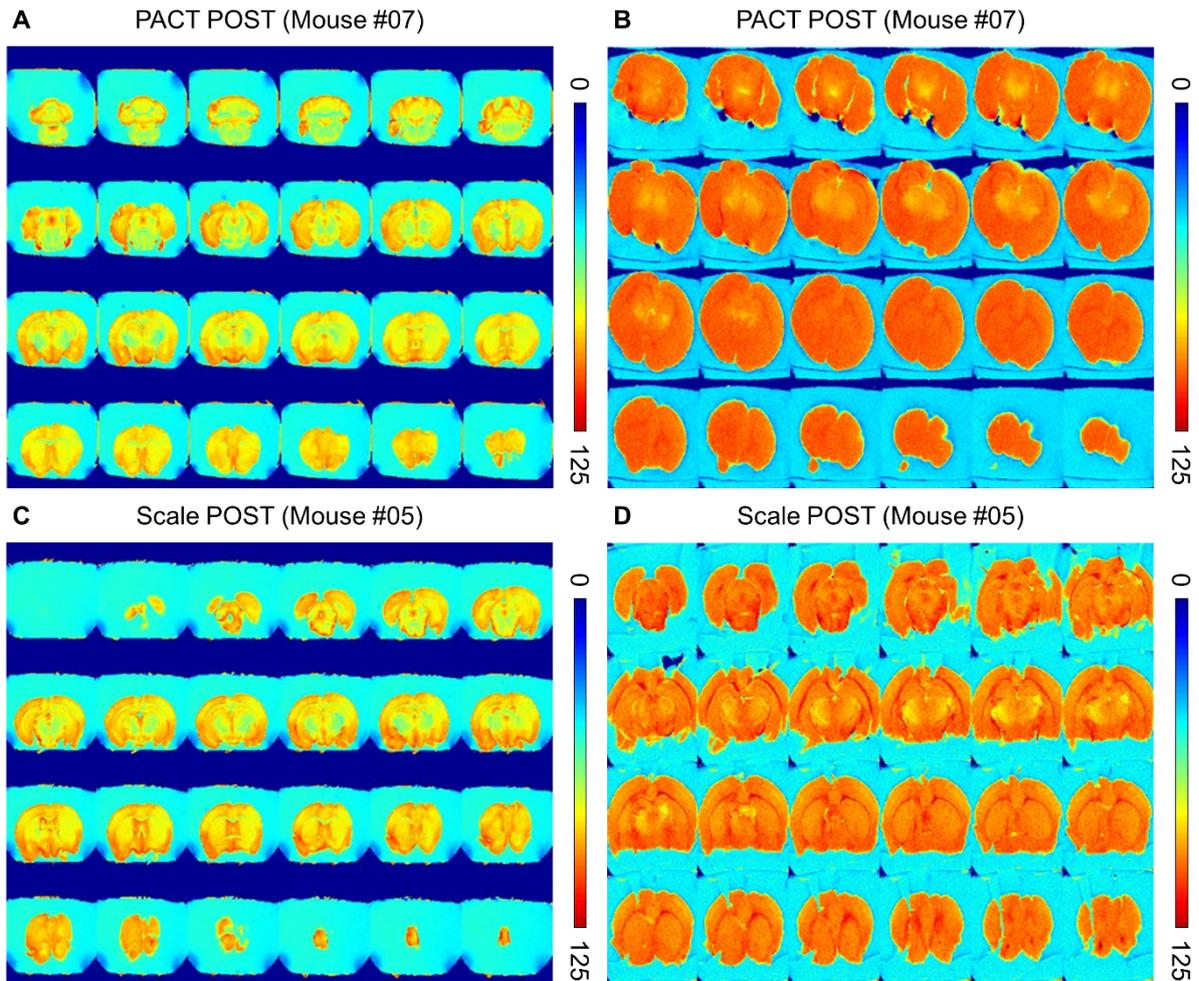 A PACT POST (Mouse #07)
B PACT POST (Mouse #07)
0
125
0
125
C Scale POST (Mouse #05)
D Scale POST (Mouse #05)
0
125
0
125